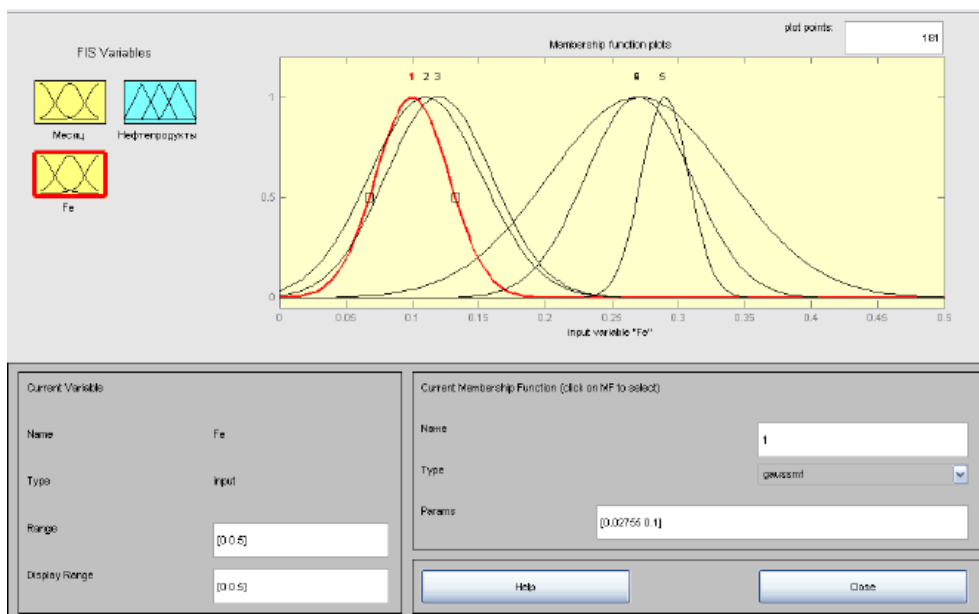 FIS Variables
Месяц
Нефтепродукты
Fe
plot points:
181
Membership function plots
1 2 3 5
1
0.5
0
0 0.05 0.1 0.15 0.2 0.25 0.3 0.35 0.4 0.45 0.5
input variable "Fe"
Current Variable
Name Fe
Type input
Range [0 0.5]
Display Range [0 0.5]
Current Membership Function (click on MF to select)
Name 1
Type gaussmf
Params [0.02755 0.1]
Help Close